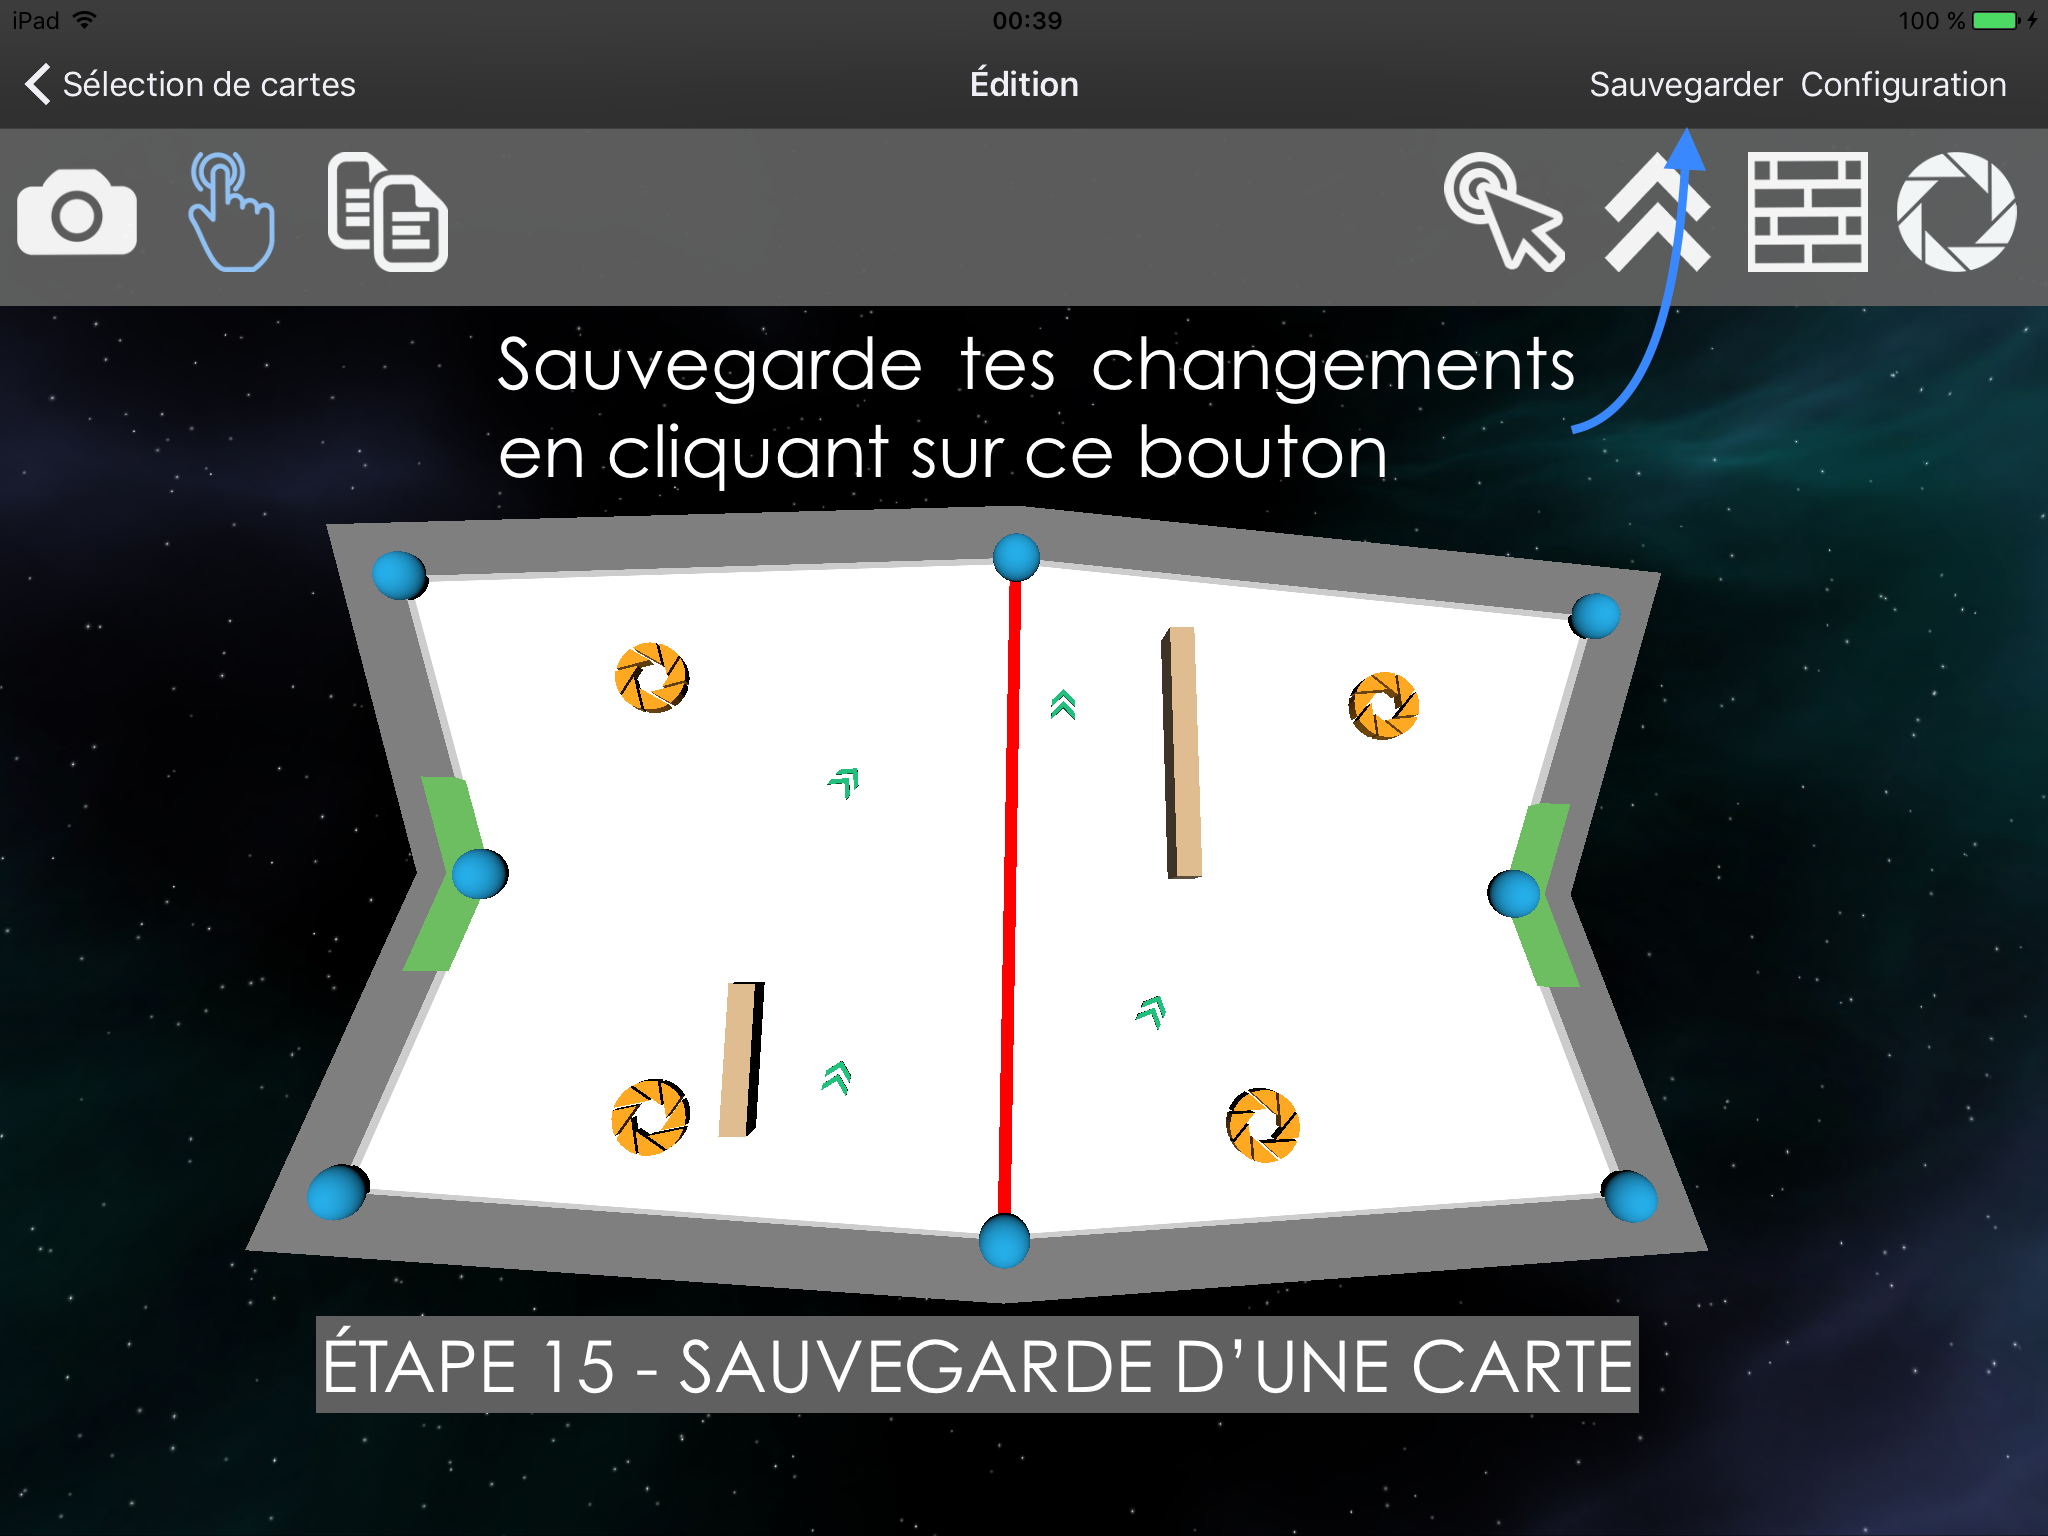 iPad 00:39 100 %
Sélection de cartes Édition Sauvegarder Configuration
Sauvegarde tes changements
en cliquant sur ce bouton
ÉTAPE 15 - SAUVEGARDE D’UNE CARTE